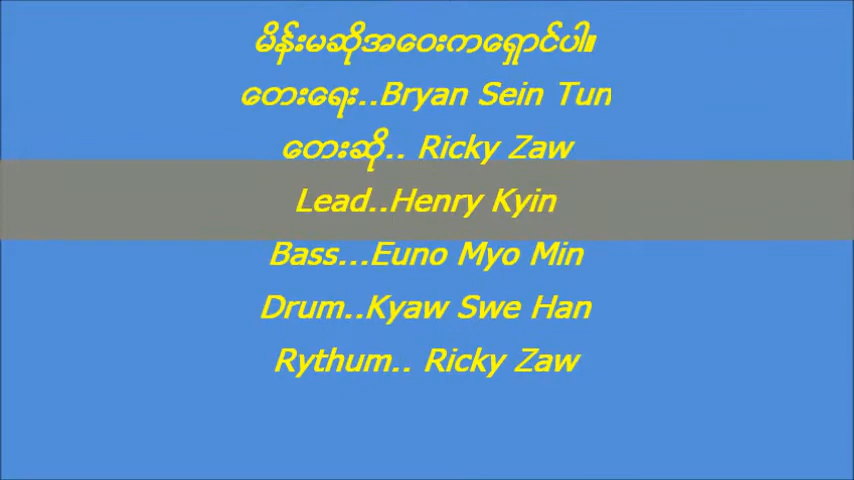 မိန်းမဆိုအဝေးကရှောင်ပါ။
တေးရေး..Bryan Sein Tun
တေးဆို.. Ricky Zaw
Lead..Henry Kyin
Bass...Euno Myo Min
Drum..Kyaw Swe Han
Rythum.. Ricky Zaw